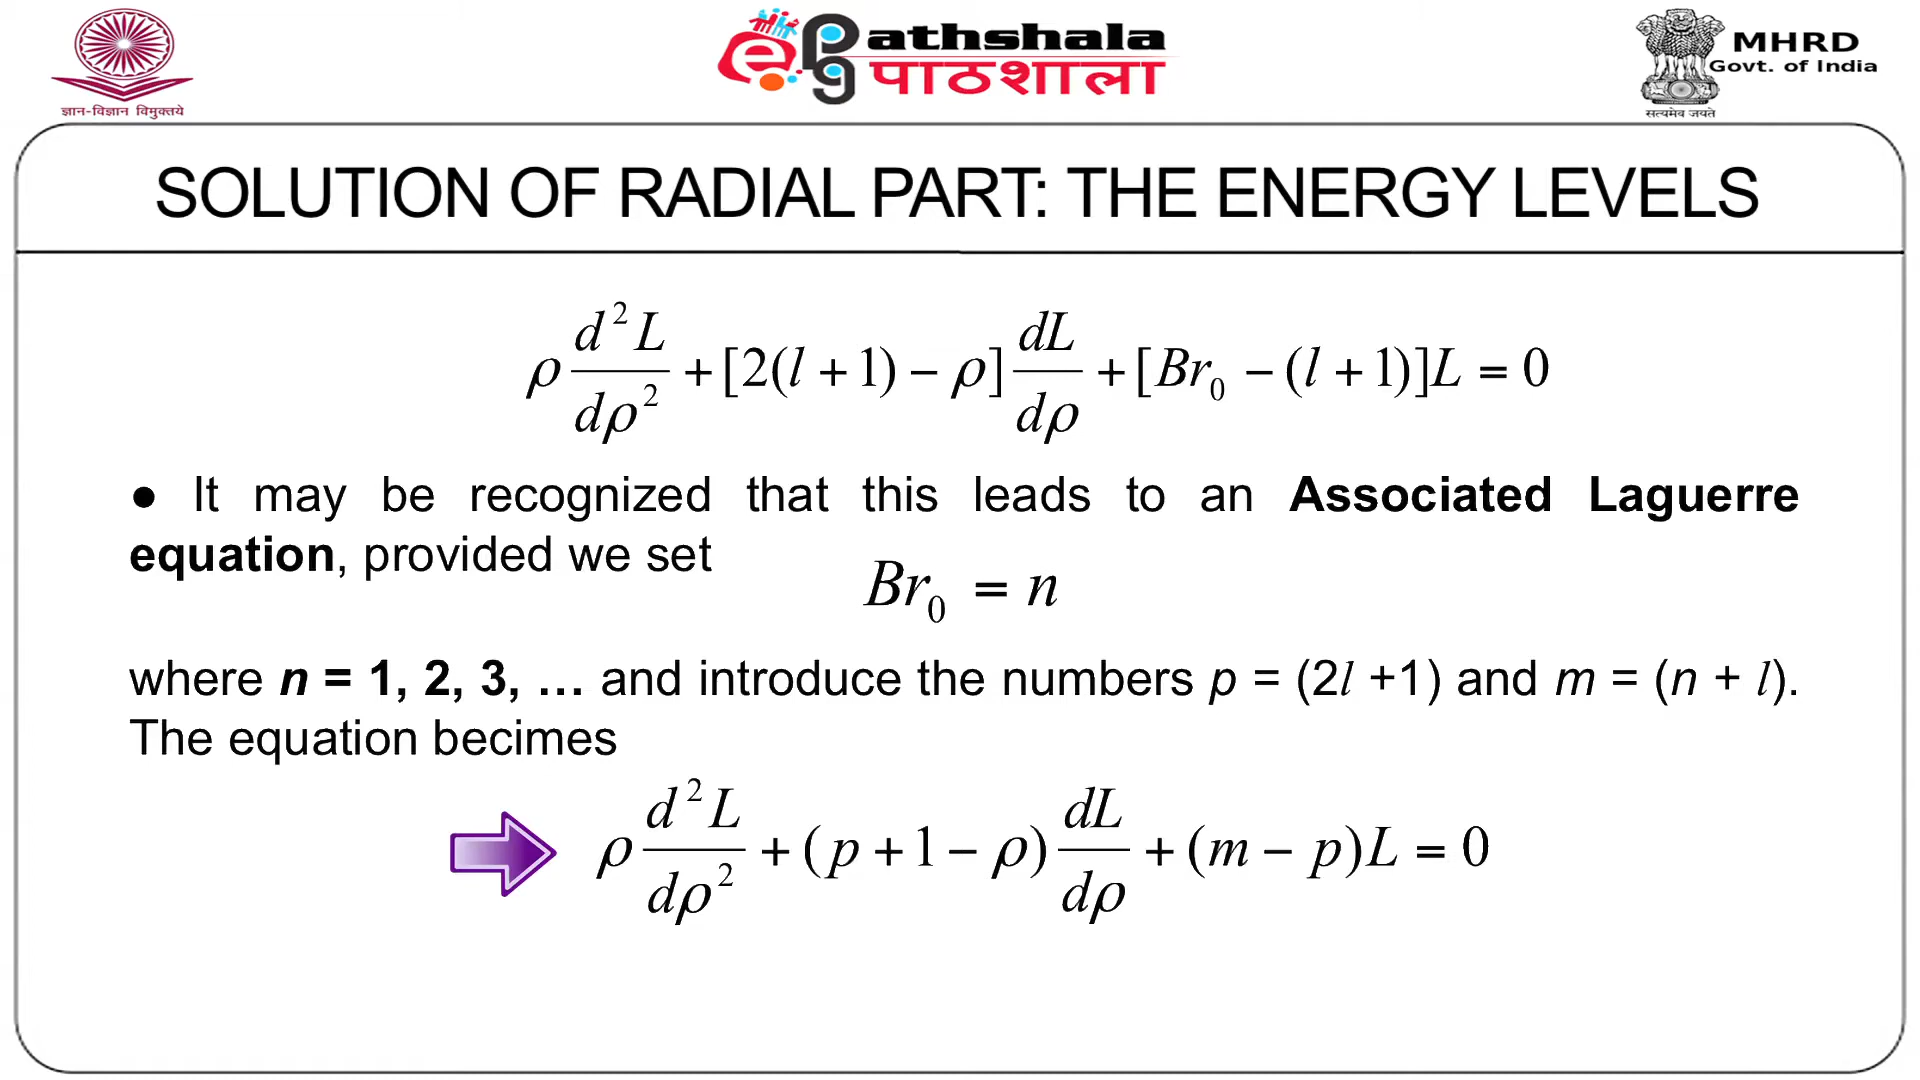 ज्ञान-विज्ञान विमुक्तये
ePG athshala
पाठशाला
MHRD
Govt. of India
सत्यमेव जयते
SOLUTION OF RADIAL PART: THE ENERGY LEVELS
ρ d²L/dρ² + [2(l + 1) − ρ] dL/dρ + [Br₀ − (l + 1)]L = 0
● It may be recognized that this leads to an Associated Laguerre
equation, provided we set
Br₀ = n
where n = 1, 2, 3, … and introduce the numbers p = (2l +1) and m = (n + l).
The equation becimes
ρ d²L/dρ² + (p + 1 − ρ) dL/dρ + (m − p)L = 0